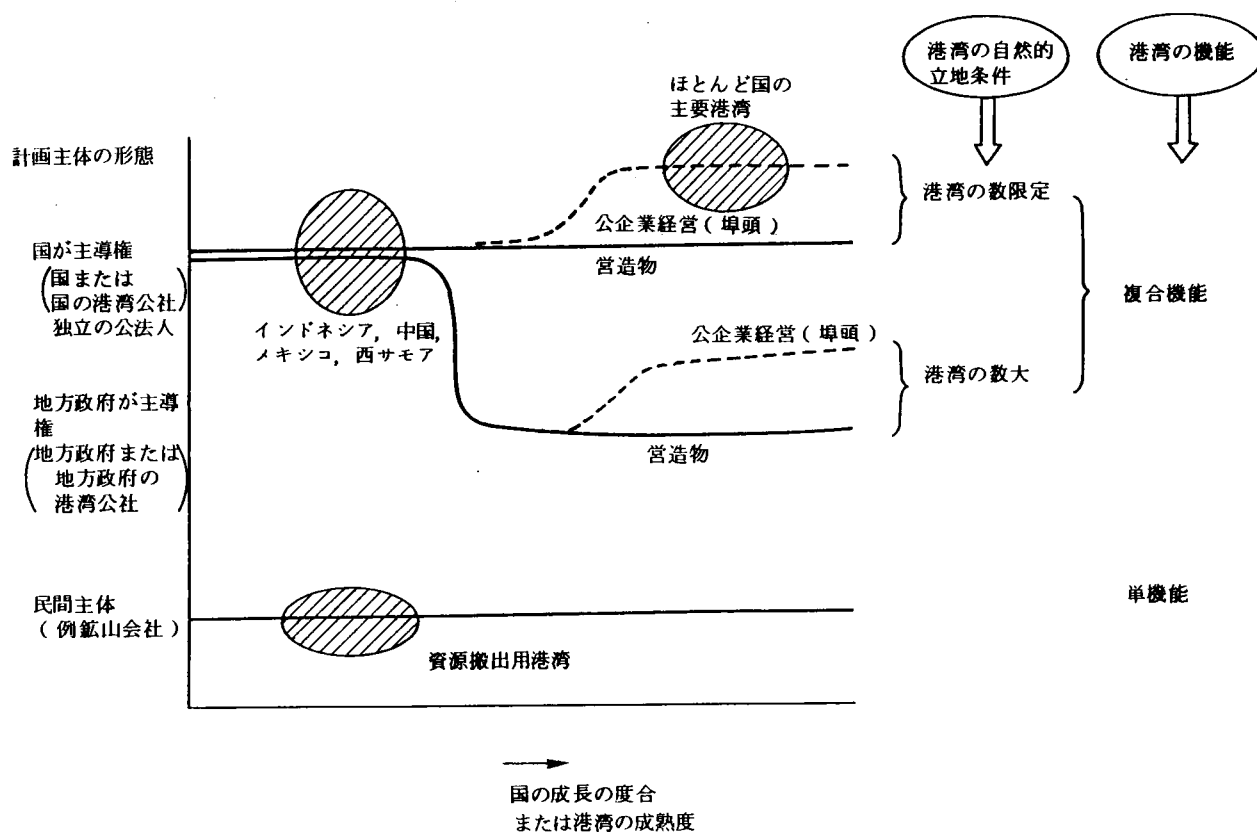 港湾の自然的
立地条件
港湾の機能
ほとんど国の
主要港湾
計画主体の形態
港湾の数限定
公企業経営(埠頭)
国が主導権
(国または
国の港湾公社)
独立の公法人
営造物
複合機能
インドネシア,中国,
メキシコ,西サモア
公企業経営(埠頭)
港湾の数大
地方政府が主導
権
(地方政府または
地方政府の
港湾公社)
営造物
民間主体
(例鉱山会社)
単機能
資源搬出用港湾
国の成長の度合
または港湾の成熟度